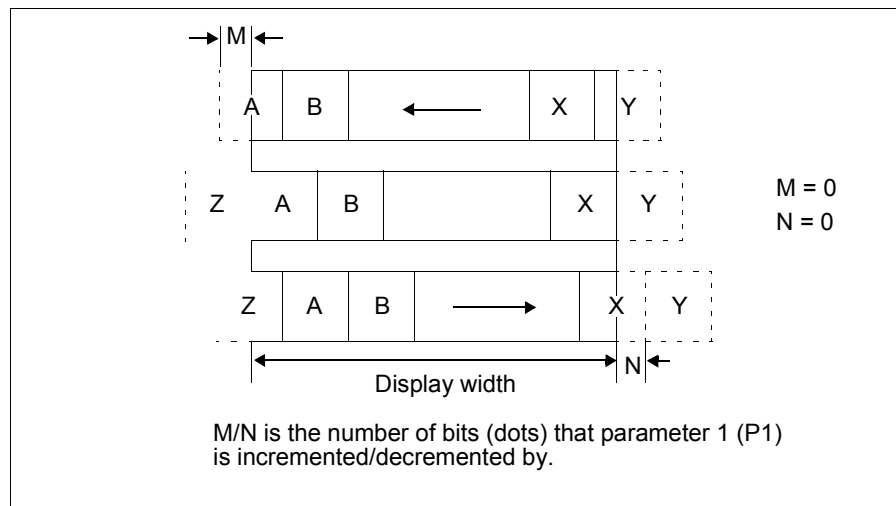 M
A B X Y
Z A B X Y
M = 0
N = 0
Z A B X Y
N
Display width
M/N is the number of bits (dots) that parameter 1 (P1)
is incremented/decremented by.